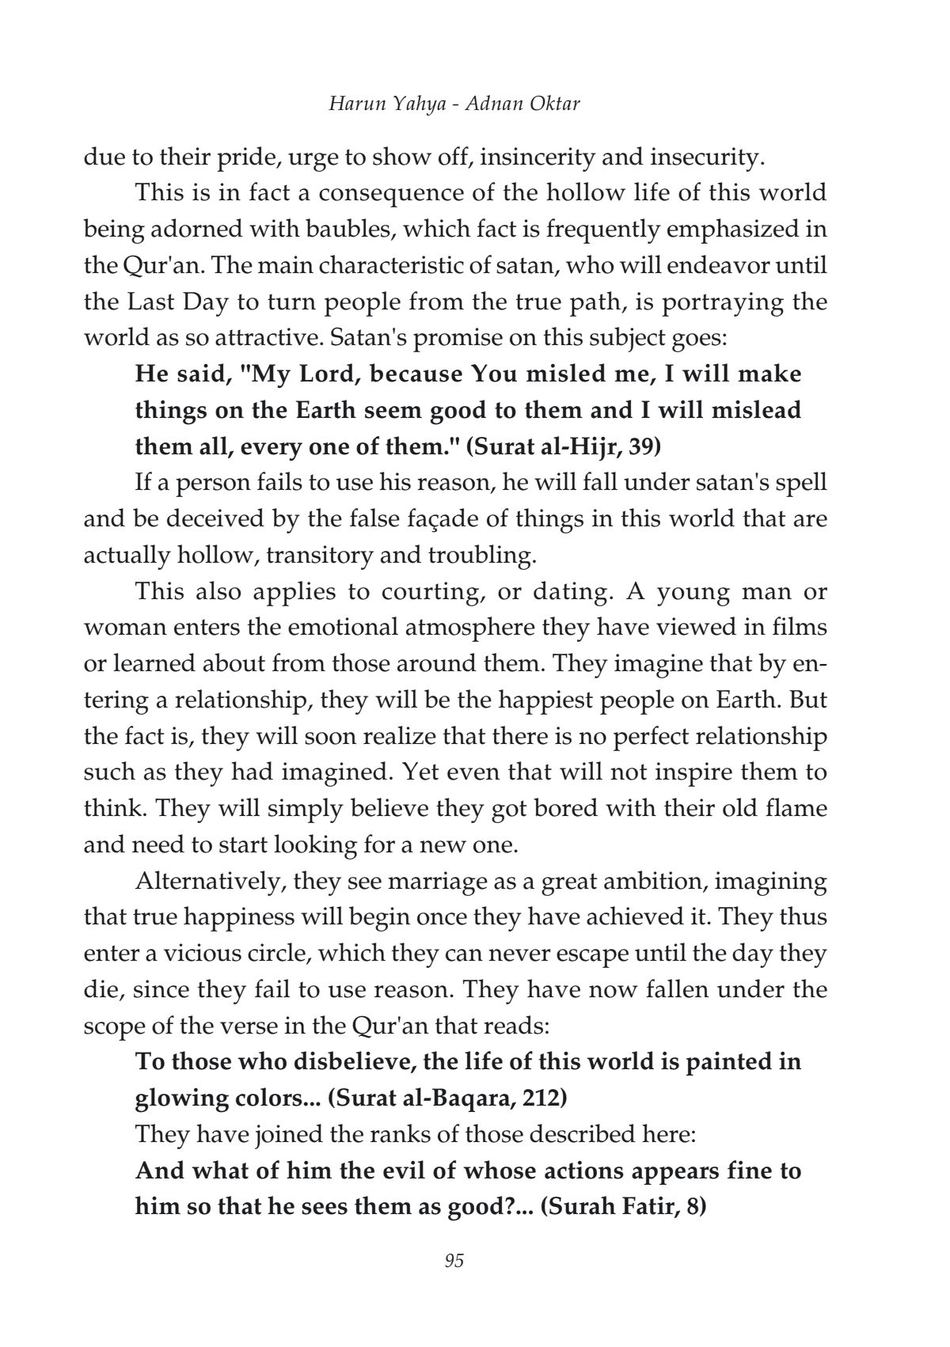 Harun Yahya - Adnan Oktar
due to their pride, urge to show off, insincerity and insecurity.
This is in fact a consequence of the hollow life of this world
being adorned with baubles, which fact is frequently emphasized in
the Qur'an. The main characteristic of satan, who will endeavor until
the Last Day to turn people from the true path, is portraying the
world as so attractive. Satan's promise on this subject goes:
He said, "My Lord, because You misled me, I will make
things on the Earth seem good to them and I will mislead
them all, every one of them." (Surat al-Hijr, 39)
If a person fails to use his reason, he will fall under satan's spell
and be deceived by the false façade of things in this world that are
actually hollow, transitory and troubling.
This also applies to courting, or dating. A young man or
woman enters the emotional atmosphere they have viewed in films
or learned about from those around them. They imagine that by en-
tering a relationship, they will be the happiest people on Earth. But
the fact is, they will soon realize that there is no perfect relationship
such as they had imagined. Yet even that will not inspire them to
think. They will simply believe they got bored with their old flame
and need to start looking for a new one.
Alternatively, they see marriage as a great ambition, imagining
that true happiness will begin once they have achieved it. They thus
enter a vicious circle, which they can never escape until the day they
die, since they fail to use reason. They have now fallen under the
scope of the verse in the Qur'an that reads:
To those who disbelieve, the life of this world is painted in
glowing colors... (Surat al-Baqara, 212)
They have joined the ranks of those described here:
And what of him the evil of whose actions appears fine to
him so that he sees them as good?... (Surah Fatir, 8)
95